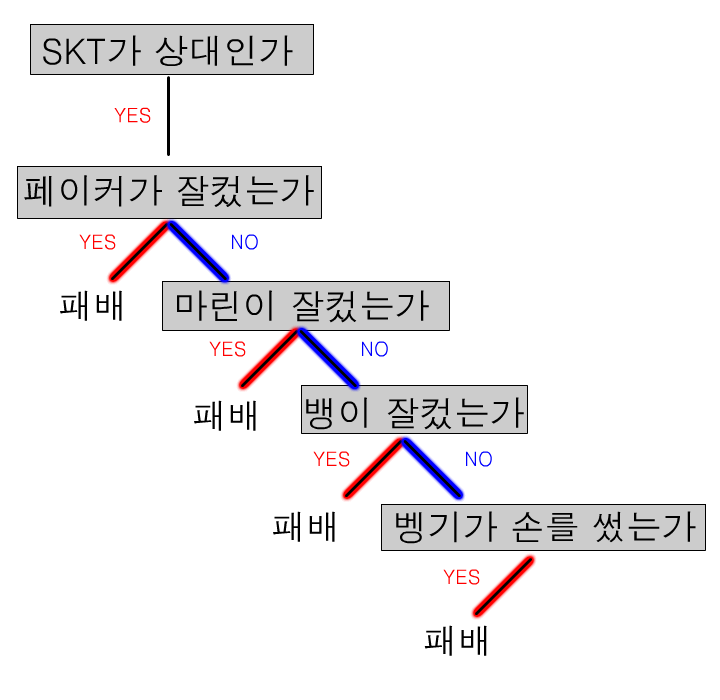 SKT가 상대인가
YES
페이커가 잘컸는가
YES
NO
패배
마린이 잘컸는가
YES
NO
패배
뱅이 잘컸는가
YES
NO
패배
벵기가 손를 썼는가
YES
패배